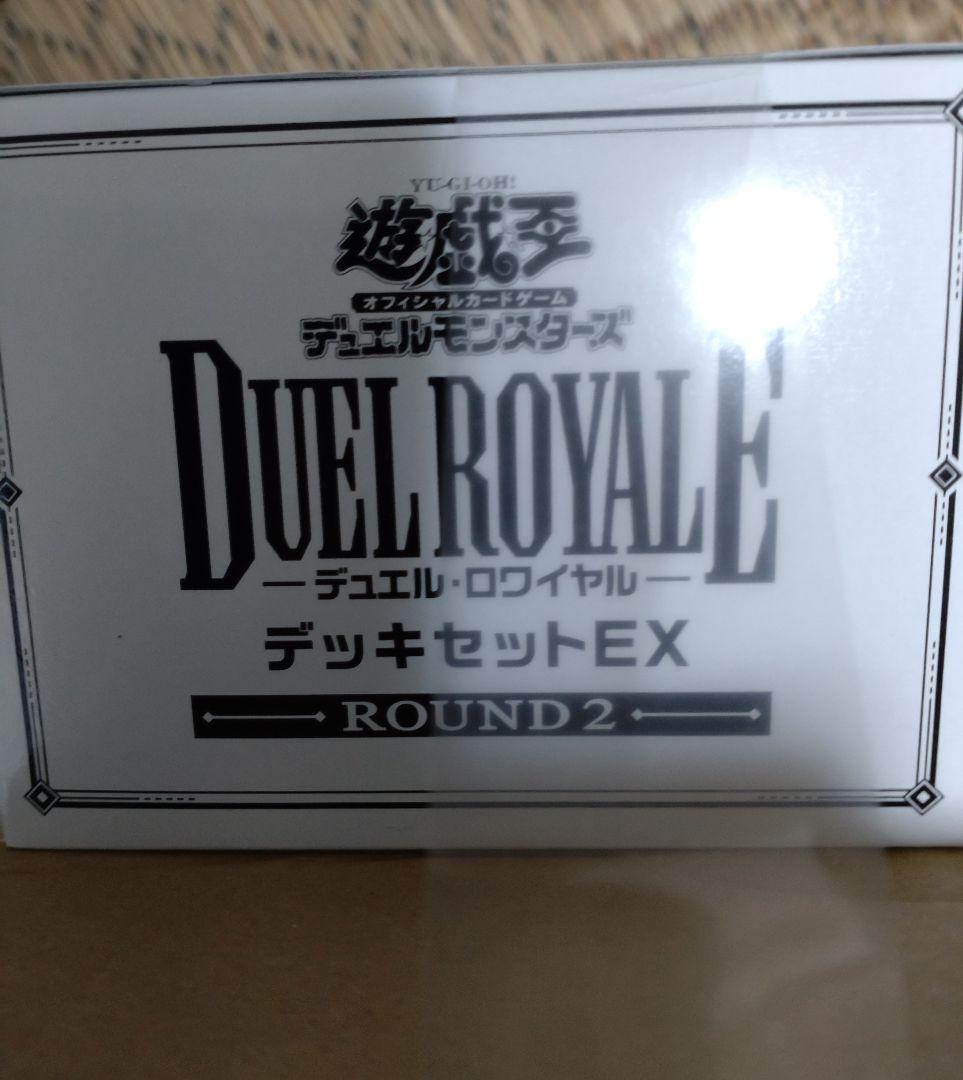 YU-GI-OH!
遊戯王
オフィシャルカードゲーム
デュエルモンスターズ
DUEL ROYALE
デュエル・ロワイヤル
デッキセットEX
ROUND 2